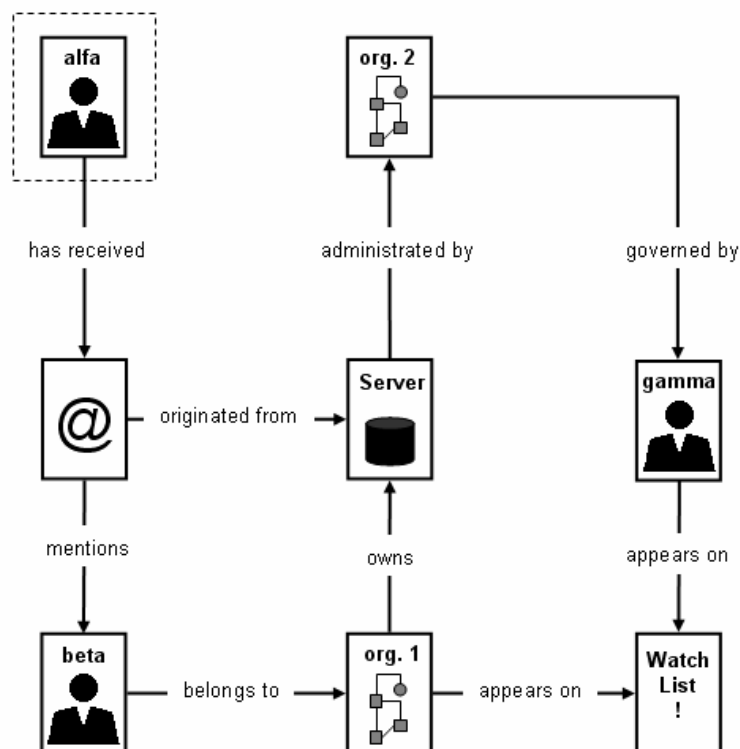 alfa
org. 2
has received
administrated by
governed by
@
originated from
Server
gamma
mentions
owns
appears on
beta
belongs to
org. 1
appears on
Watch
List
!